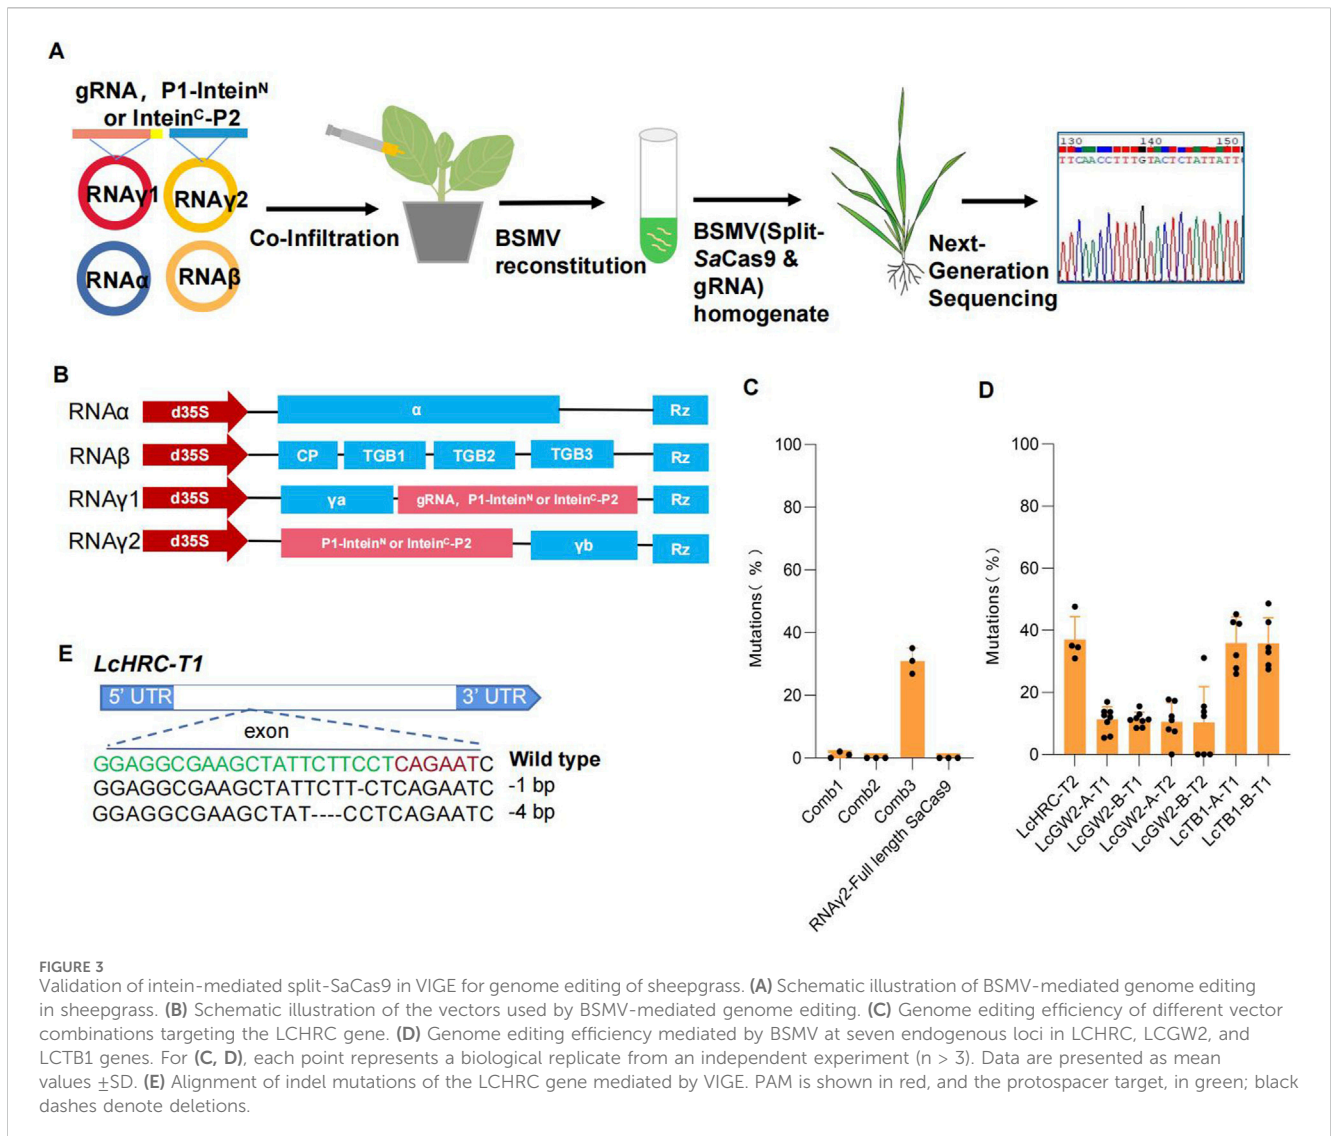 A
gRNA, P1-Intein^N
or Intein^C-P2
RNAγ1
RNAγ2
RNAα
RNAβ
Co-Infiltration
BSMV
reconstitution
BSMV(Split-
SaCas9 &
gRNA)
homogenate
Next-
Generation
Sequencing
130 140 150
TTCAACCTTTGTACTCTATTATT
B
RNAα d35S α Rz
RNAβ d35S CP TGB1 TGB2 TGB3 Rz
RNAγ1 d35S γa gRNA, P1-Intein^N or Intein^C-P2 Rz
RNAγ2 d35S P1-Intein^N or Intein^C-P2 γb Rz
C
Mutations ( % )
100
80
60
40
20
0
Comb1
Comb2
Comb3
RNAγ2-Full length SaCas9
D
Mutations ( % )
100
80
60
40
20
0
LcHRC-T2
LcGW2-A-T1
LcGW2-B-T1
LcGW2-A-T2
LcGW2-B-T2
LcTB1-A-T1
LcTB1-B-T1
E
LcHRC-T1
5' UTR 3' UTR
exon
GGAGGCGAAGCTATTCTTCCTCAGAATC Wild type
GGAGGCGAAGCTATTCTT-CTCAGAATC -1 bp
GGAGGCGAAGCTAT----CCTCAGAATC -4 bp
FIGURE 3
Validation of intein-mediated split-SaCas9 in VIGE for genome editing of sheepgrass. (A) Schematic illustration of BSMV-mediated genome editing
in sheepgrass. (B) Schematic illustration of the vectors used by BSMV-mediated genome editing. (C) Genome editing efficiency of different vector
combinations targeting the LCHRC gene. (D) Genome editing efficiency mediated by BSMV at seven endogenous loci in LCHRC, LCGW2, and
LCTB1 genes. For (C, D), each point represents a biological replicate from an independent experiment (n > 3). Data are presented as mean
values ±SD. (E) Alignment of indel mutations of the LCHRC gene mediated by VIGE. PAM is shown in red, and the protospacer target, in green; black
dashes denote deletions.